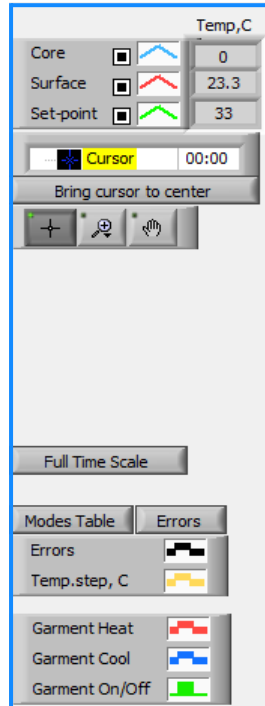 Temp,C
Core 0
Surface 23.3
Set-point 33
Cursor 00:00
Bring cursor to center
Full Time Scale
Modes Table Errors
Errors
Temp.step, C
Garment Heat
Garment Cool
Garment On/Off